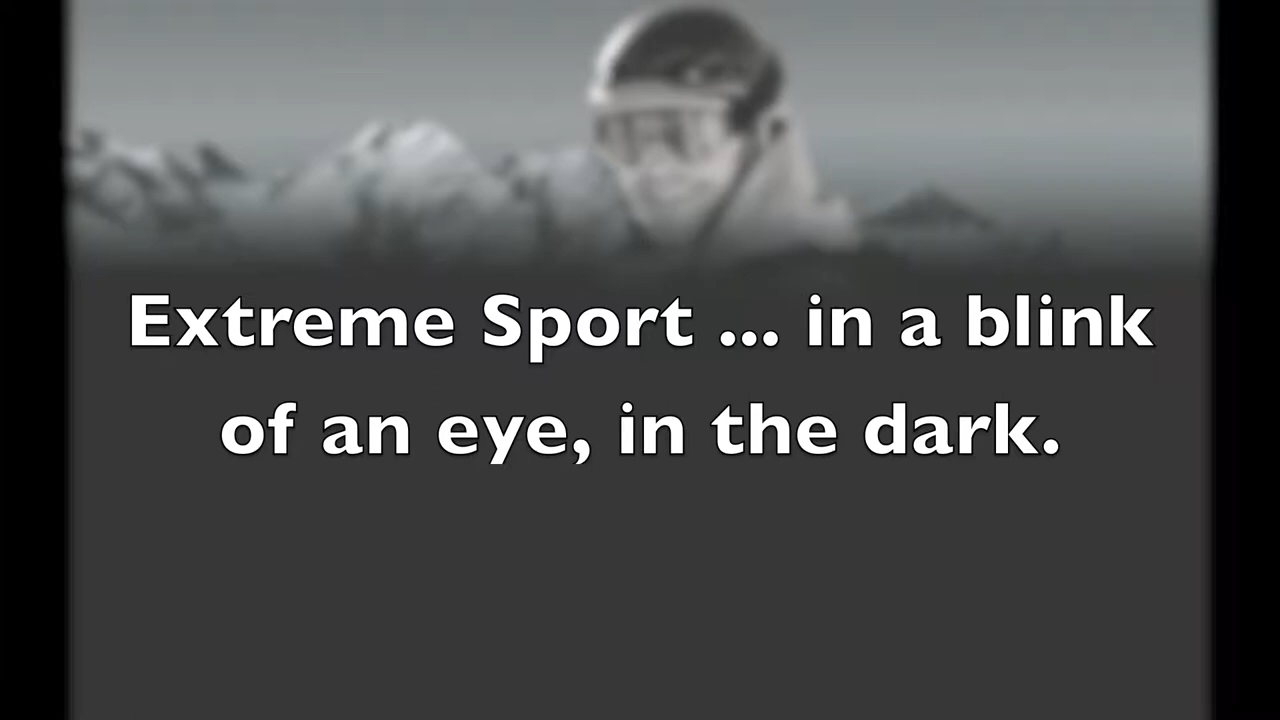 Extreme Sport ... in a blink
of an eye, in the dark.